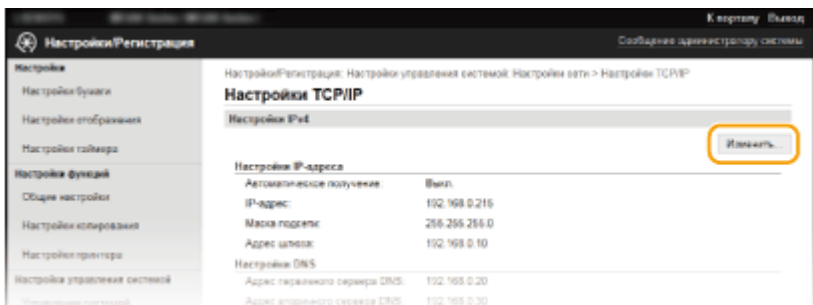 К порталу Выход
Настройки/Регистрация
Сообщение администратору системы
Настройки
Настройки бумаги
Настройки отображения
Настройки таймера
Настройки функций
Общие настройки
Настройки копирования
Настройки принтера
Настройки управления системой
Настройки/Регистрация: Настройки управления системой: Настройки сети > Настройки TCP/IP
Настройки TCP/IP
Настройки IPv4
Изменить...
Настройки IP-адреса
Автоматическое получение: Выкл.
IP-адрес: 192.168.0.215
Маска подсети: 255.255.255.0
Адрес шлюза: 192.168.0.10
Настройки DNS
Адрес первичного сервера DNS: 192.168.0.20
Адрес вторичного сервера DNS: 192.168.0.30